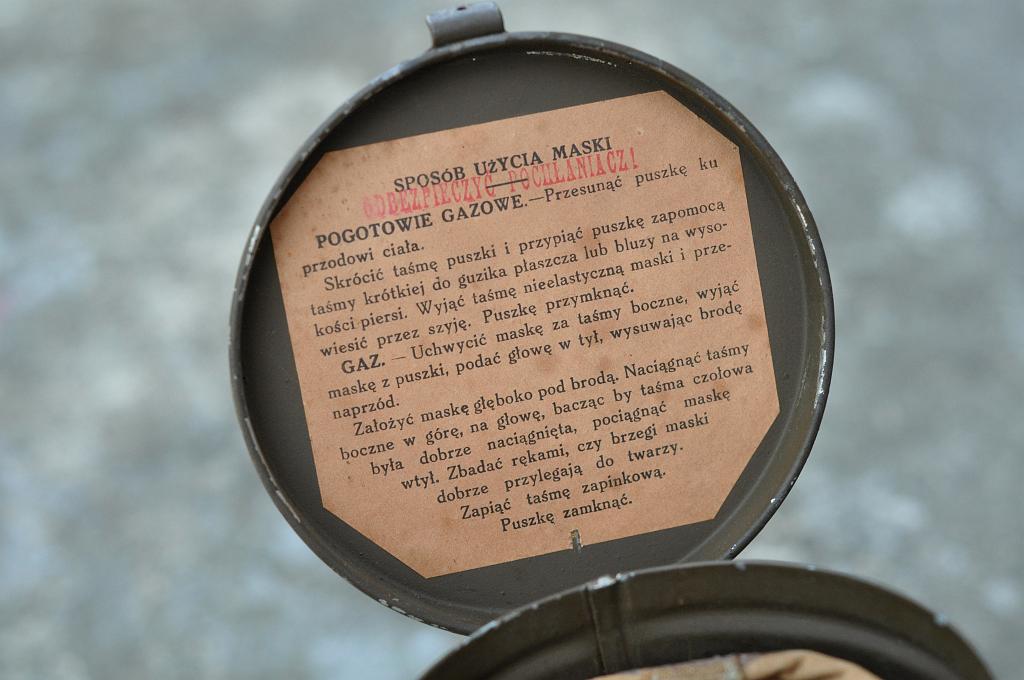 SPOSÓB UŻYCIA MASKI
ODBEZPIECZYĆ POCHŁANIACZ!
POGOTOWIE GAZOWE.—Przesunąć puszkę ku
przodowi ciała.
Skrócić taśmę puszki i przypiąć puszkę zapomocą
taśmy krótkiej do guzika płaszcza lub bluzy na wyso-
kości piersi. Wyjąć taśmę nieelastyczną maski i prze-
wiesić przez szyję. Puszkę przymknąć.
GAZ. — Uchwycić maskę za taśmy boczne, wyjąć
maskę z puszki, podać głowę w tył, wysuwając brodę
naprzód.
Założyć maskę głęboko pod brodą. Naciągnąć taśmy
boczne w górę, na głowę, bacząc by taśma czołowa
była dobrze naciągnięta, pociągnąć maskę
wtył. Zbadać rękami, czy brzegi maski
dobrze przylegają do twarzy.
Zapiąć taśmę zapinkową.
Puszkę zamknąć.